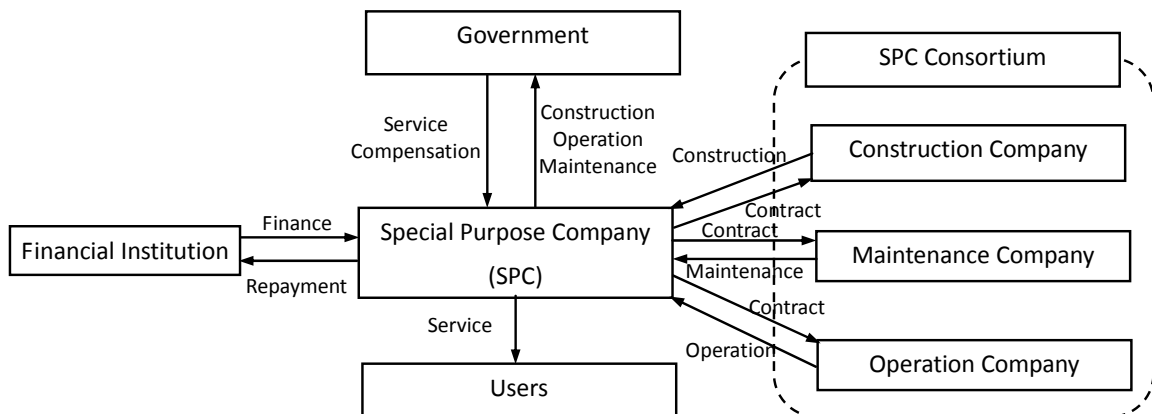 Government
SPC Consortium
Service
Compensation
Construction
Operation
Maintenance
Construction
Construction Company
Contract
Finance
Financial Institution
Repayment
Special Purpose Company
(SPC)
Contract
Maintenance
Maintenance Company
Contract
Operation
Operation Company
Service
Users